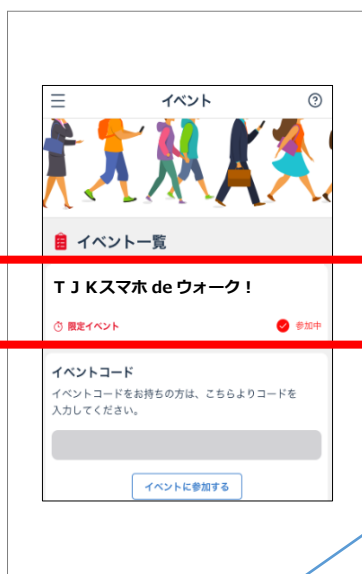 イベント
イベント一覧
ＴＪＫスマホ de ウォーク！
限定イベント
参加中
イベントコード
イベントコードをお持ちの方は、こちらよりコードを
入力してください。
イベントに参加する